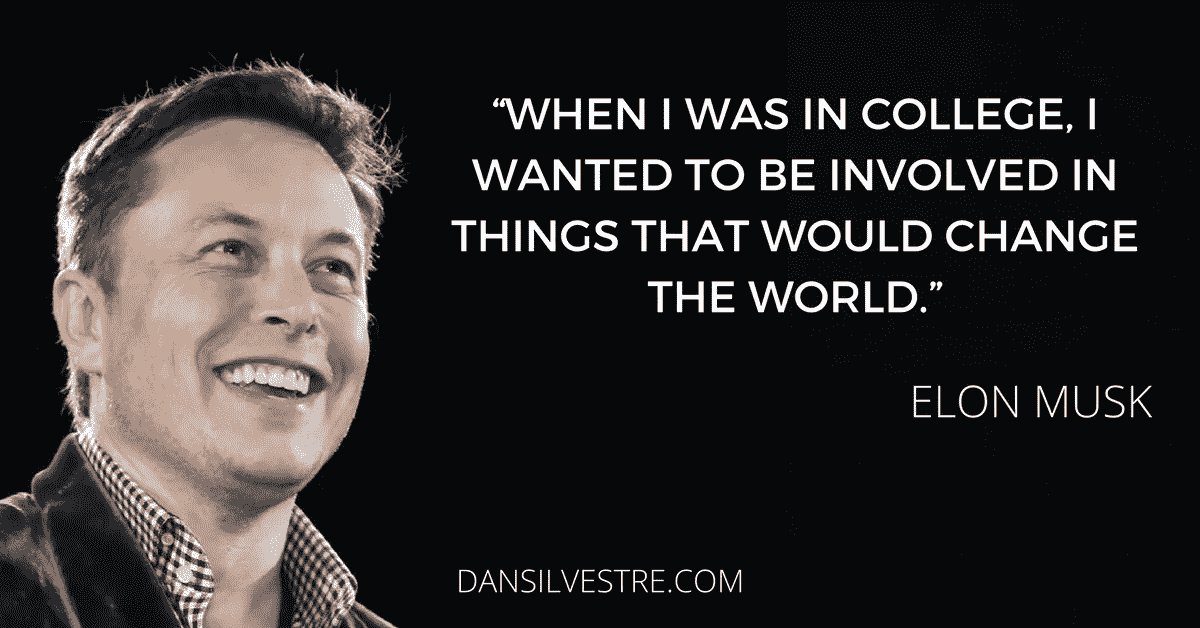 “WHEN I WAS IN COLLEGE, I
WANTED TO BE INVOLVED IN
THINGS THAT WOULD CHANGE
THE WORLD.”
ELON MUSK
DANSILVESTRE.COM